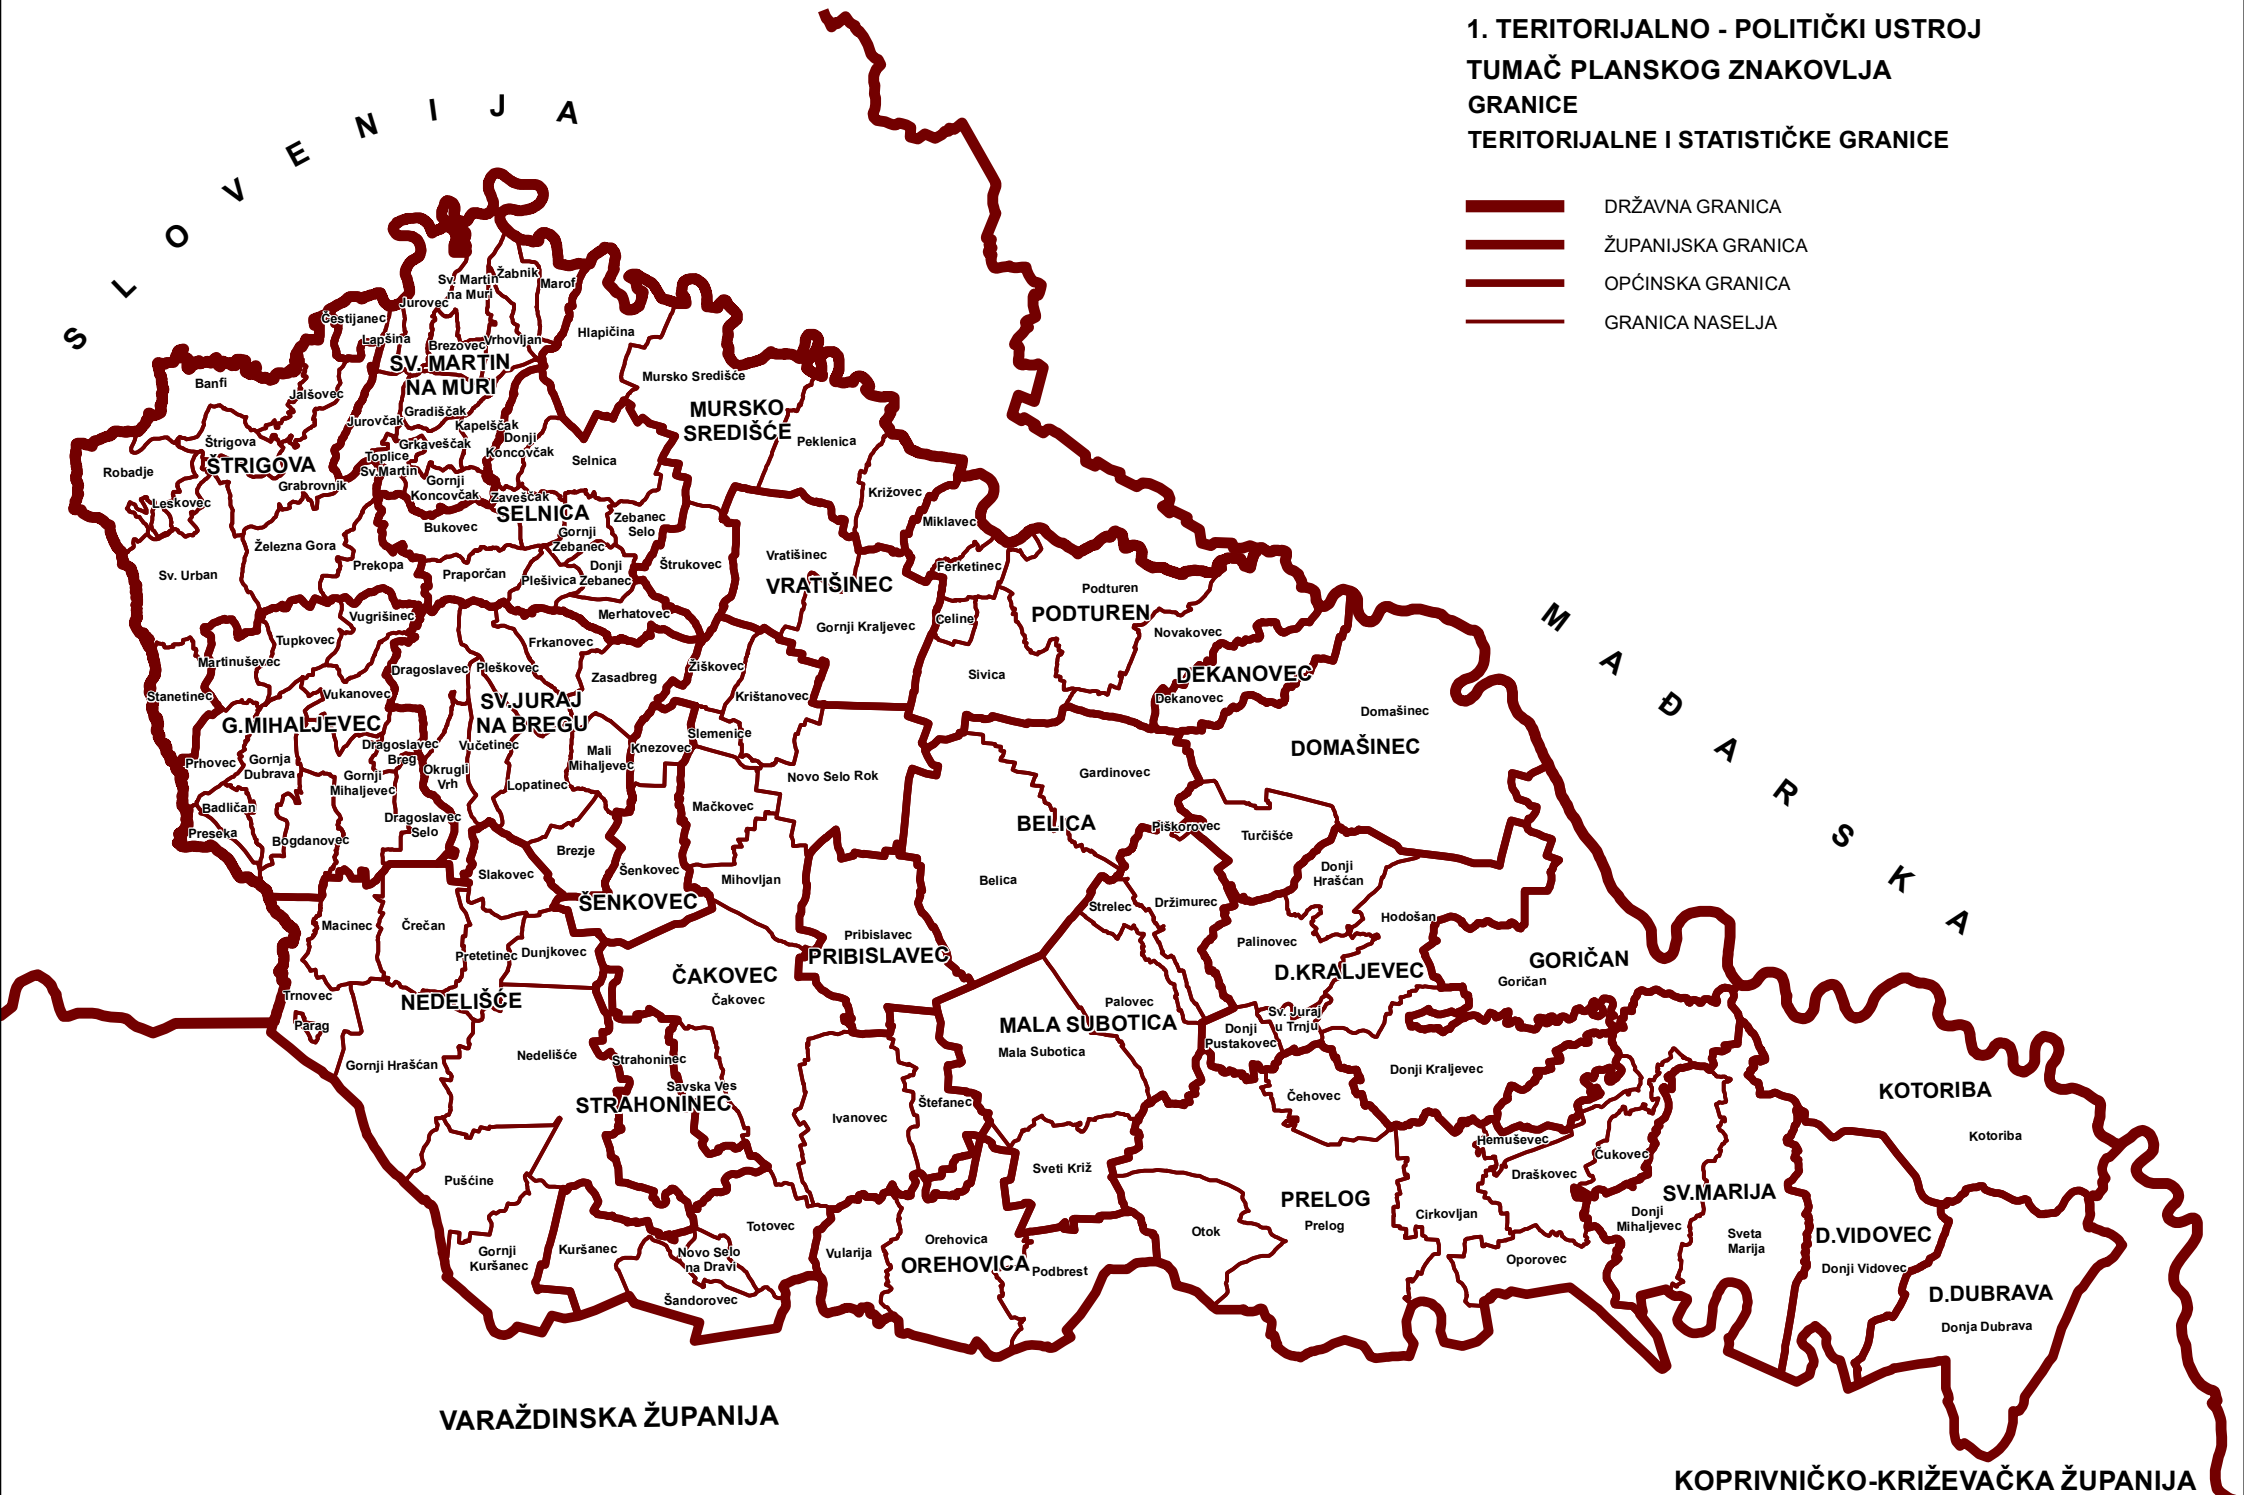 1. TERITORIJALNO - POLITIČKI USTROJ
TUMAČ PLANSKOG ZNAKOVLJA
GRANICE
TERITORIJALNE I STATISTIČKE GRANICE
DRŽAVNA GRANICA
ŽUPANIJSKA GRANICA
OPĆINSKA GRANICA
GRANICA NASELJA
SLOVENIJA
MAĐARSKA
Sv. Martin
na Muri
Žabnik
Marof
Jurovec
Čestijanec
Lapšina
Brezovec
Vrhovljan
Hlapičina
SV. MARTIN
NA MURI
Banfi
Jalšovec
Mursko Središće
MURSKO
SREDIŠĆE
Jurovčak
Gradiščak
Kapelščak
Grkaveščak
Donji
Koncovčak
Peklenica
Štrigova
ŠTRIGOVA
Robadje
Toplice
Sv.Martin
Selnica
Grabrovnik
Gornji
Koncovčak
Zaveščak
Križovec
Leskovec
SELNICA
Bukovec
Gornji
Zebanec
Zebanec
Selo
Miklavec
Železna Gora
Vratišinec
VRATIŠINEC
Štrukovec
Sv. Urban
Prekopa
Praporčan
Plešivica
Donji
Zebanec
Ferketinec
Podturen
PODTUREN
Merhatovec
Vugrišinec
Celine
Gornji Kraljevec
Novakovec
Tupkovec
Frkanovec
Martinuševec
Dragoslavec
Pleškovec
Zasadbreg
Žiškovec
Sivica
DEKANOVEC
Dekanovec
Stanetinec
Vukanovec
SV.JURAJ
NA BREGU
Krištanovec
G.MIHALJEVEC
Domašinec
DOMAŠINEC
Slemenice
Knezovec
Dragoslavec
Breg
Vučetinec
Mali
Mihaljevec
Prhovec
Gornja
Dubrava
Gornji
Mihaljevec
Okrugli
Vrh
Lopatinec
Novo Selo Rok
Gardinovec
Mačkovec
Badličan
Preseka
Bogdanovec
Dragoslavec
Selo
BELICA
Piškorovec
Turčišće
Brezje
Slakovec
Šenkovec
ŠENKOVEC
Mihovljan
Belica
Donji
Hrašćan
Strelec
Držimurec
Hodošan
Macinec
Črečan
Pribislavec
PRIBISLAVEC
Palinovec
Pretetinec
Dunjkovec
GORIČAN
Goričan
D.KRALJEVEC
ČAKOVEC
Čakovec
Trnovec
NEDELIŠĆE
Parag
Palovec
MALA SUBOTICA
Mala Subotica
Sv. Juraj
u Trnju
Donji
Pustakovec
Nedelišće
Gornji Hrašćan
Strahoninec
Savska Ves
STRAHONINEC
Donji Kraljevec
Čehovec
Štefanec
Ivanovec
KOTORIBA
Kotoriba
Hemuševec
Čukovec
Draškovec
Pušćine
Sveti Križ
SV.MARIJA
PRELOG
Prelog
Cirkovljan
Donji
Mihaljevec
Sveta
Marija
Otok
Totovec
D.VIDOVEC
Donji Vidovec
Orehovica
OREHOVICA
Vularija
Kuršanec
Gornji
Kuršanec
Novo Selo
na Dravi
Podbrest
Oporovec
Šandorovec
D.DUBRAVA
Donja Dubrava
VARAŽDINSKA ŽUPANIJA
KOPRIVNIČKO-KRIŽEVAČKA ŽUPANIJA